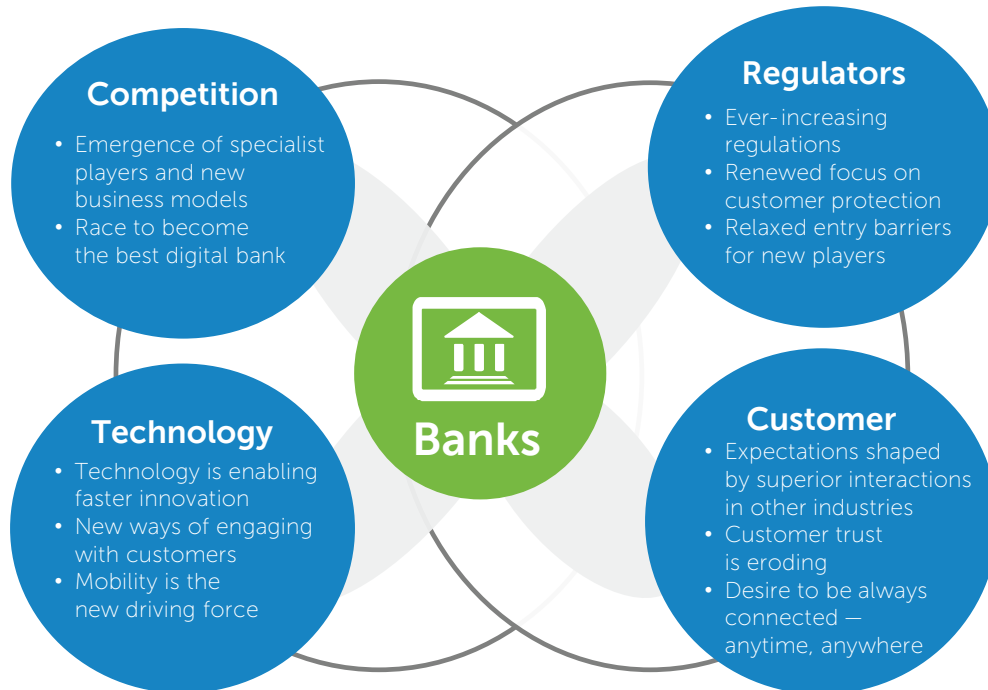 Competition
• Emergence of specialist
players and new
business models
• Race to become
the best digital bank
Regulators
• Ever-increasing
regulations
• Renewed focus on
customer protection
• Relaxed entry barriers
for new players
Banks
Technology
• Technology is enabling
faster innovation
• New ways of engaging
with customers
• Mobility is the
new driving force
Customer
• Expectations shaped
by superior interactions
in other industries
• Customer trust
is eroding
• Desire to be always
connected —
anytime, anywhere